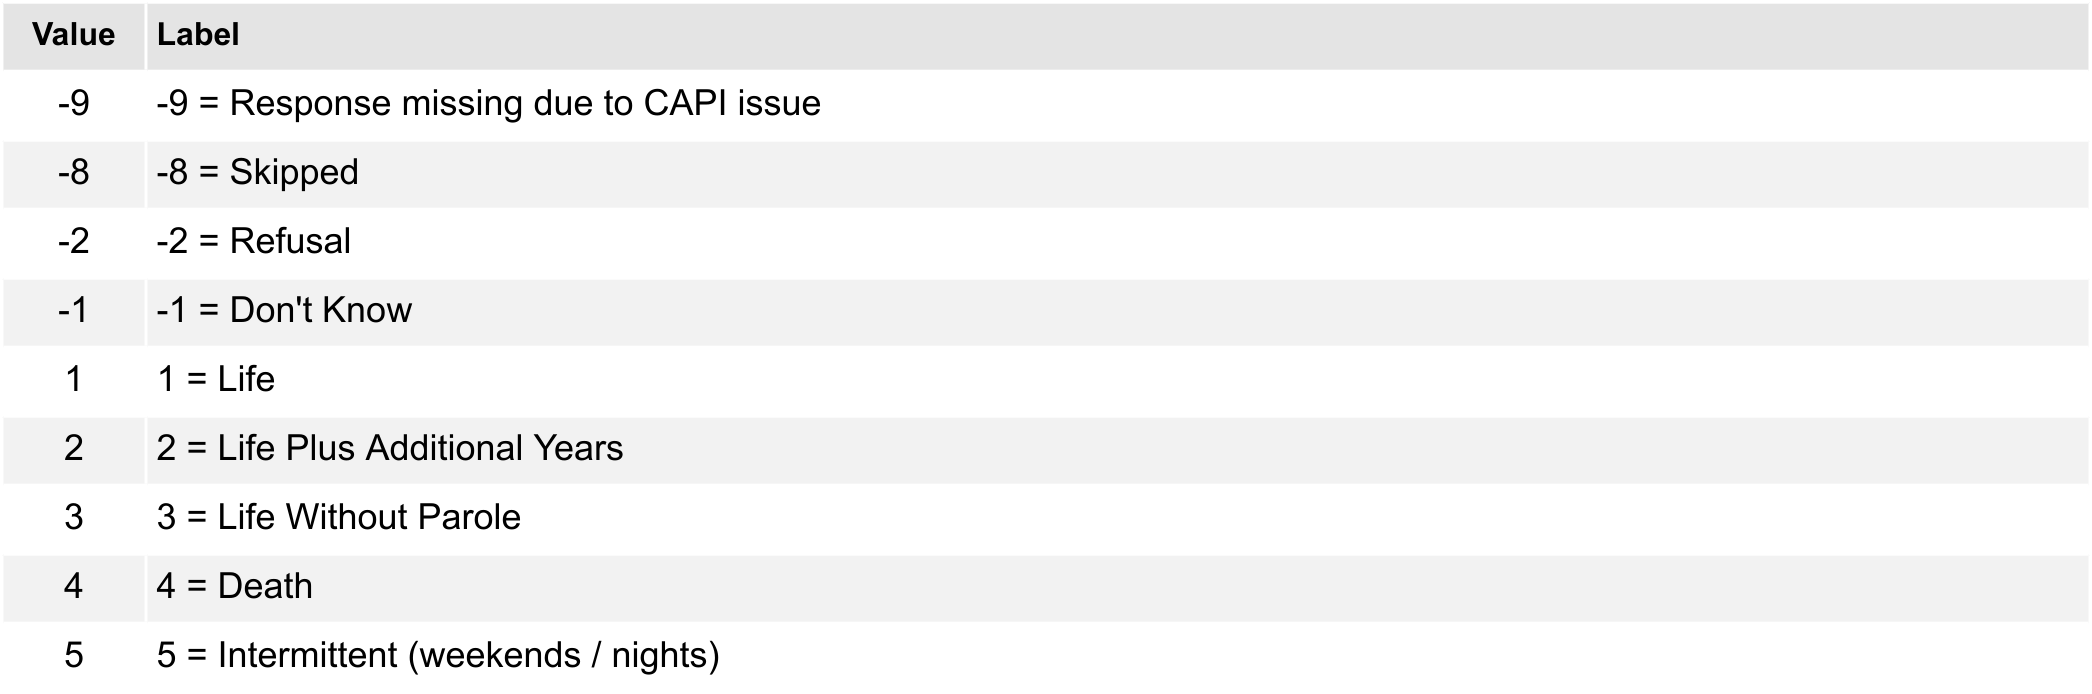 Value Label
-9 -9 = Response missing due to CAPI issue
-8 -8 = Skipped
-2 -2 = Refusal
-1 -1 = Don't Know
1 1 = Life
2 2 = Life Plus Additional Years
3 3 = Life Without Parole
4 4 = Death
5 5 = Intermittent (weekends / nights)